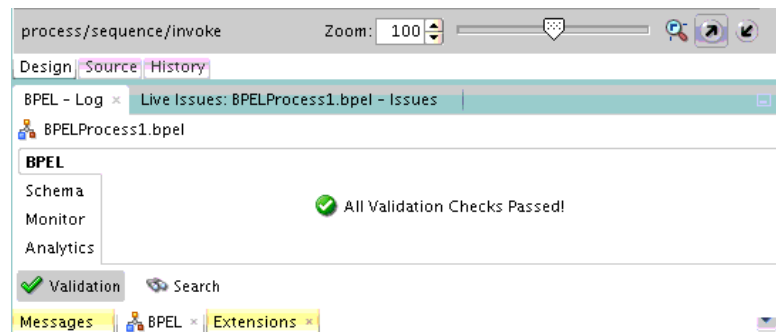 process/sequence/invoke Zoom: 100
Design Source History
BPEL - Log × Live Issues: BPELProcess1.bpel - Issues
BPELProcess1.bpel
BPEL
Schema
All Validation Checks Passed!
Monitor
Analytics
Validation Search
Messages BPEL × Extensions ×